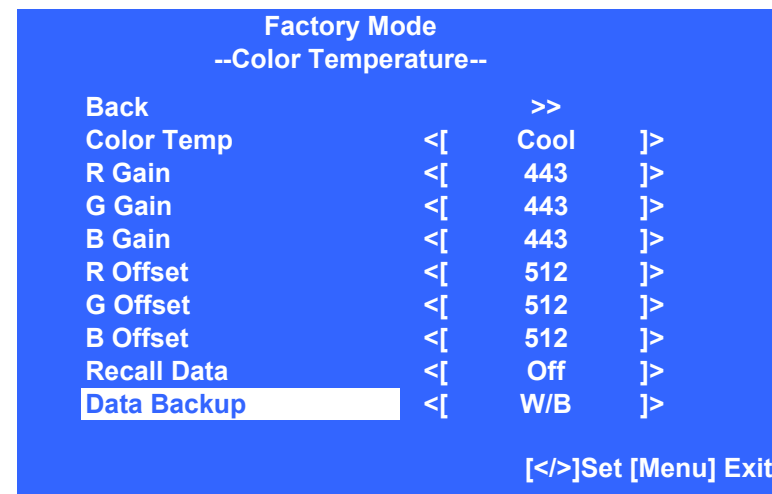 Factory Mode
--Color Temperature--
Back >>
Color Temp <[ Cool ]>
R Gain <[ 443 ]>
G Gain <[ 443 ]>
B Gain <[ 443 ]>
R Offset <[ 512 ]>
G Offset <[ 512 ]>
B Offset <[ 512 ]>
Recall Data <[ Off ]>
Data Backup <[ W/B ]>
[</>]Set [Menu] Exit